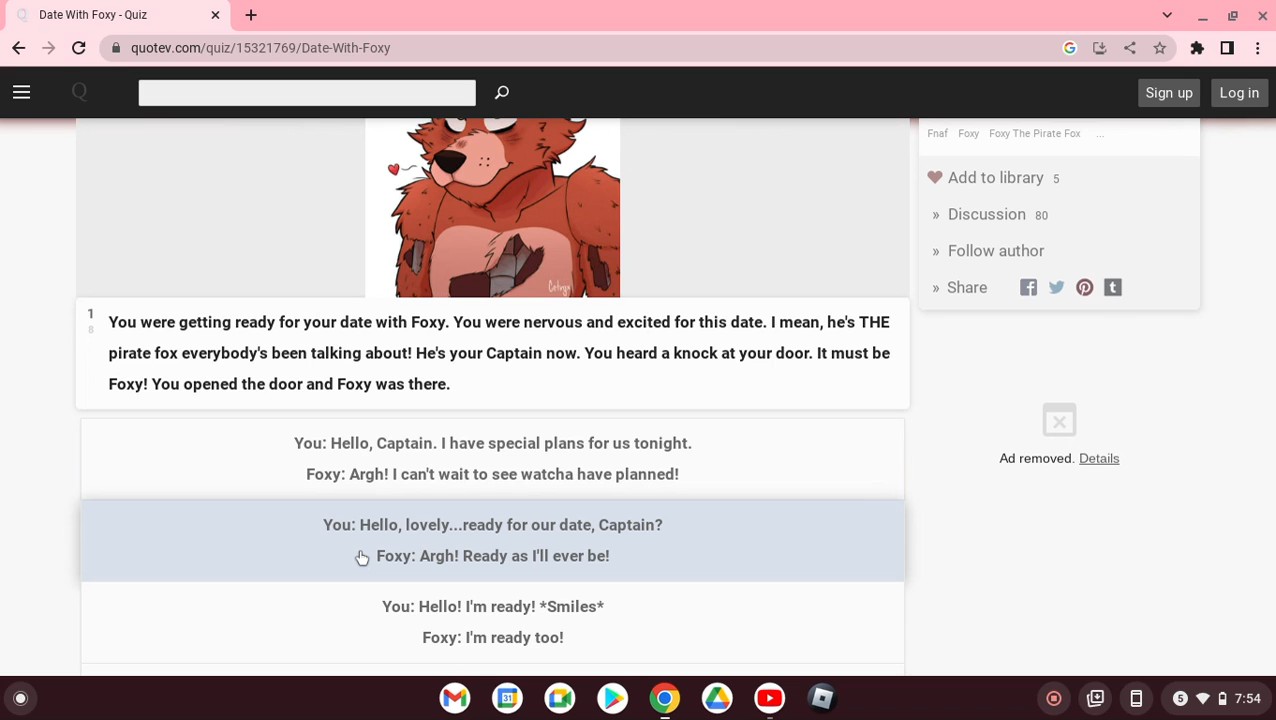 Date With Foxy - Quiz
quotev.com/quiz/15321769/Date-With-Foxy
Q
Sign up
Log in
Fnaf Foxy Foxy The Pirate Fox ...
Add to library 5
» Discussion 80
» Follow author
» Share
1
8
You were getting ready for your date with Foxy. You were nervous and excited for this date. I mean, he's THE
pirate fox everybody's been talking about! He's your Captain now. You heard a knock at your door. It must be
Foxy! You opened the door and Foxy was there.
You: Hello, Captain. I have special plans for us tonight.
Foxy: Argh! I can't wait to see watcha have planned!
You: Hello, lovely...ready for our date, Captain?
Foxy: Argh! Ready as I'll ever be!
You: Hello! I'm ready! *Smiles*
Foxy: I'm ready too!
Ad removed. Details
31
5
7:54